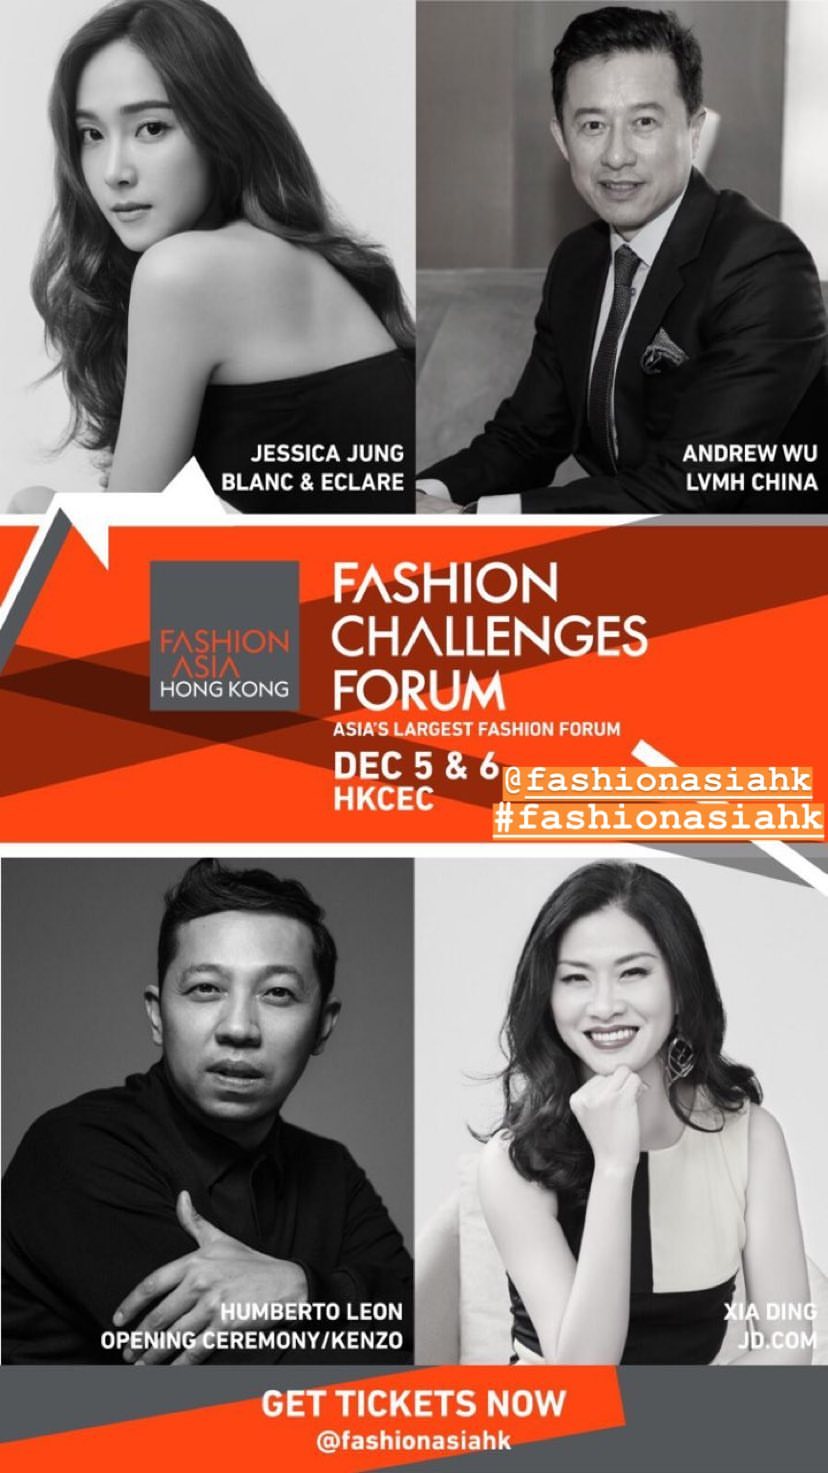 JESSICA JUNG
BLANC & ECLARE
ANDREW WU
LVMH CHINA
FASHION
ASIA
HONG KONG
FASHION
CHALLENGES
FORUM
ASIA'S LARGEST FASHION FORUM
DEC 5 & 6
HKCEC
@fashionasiahk
#fashionasiahk
HUMBERTO LEON
OPENING CEREMONY/KENZO
XIA DING
JD.COM
GET TICKETS NOW
@fashionasiahk